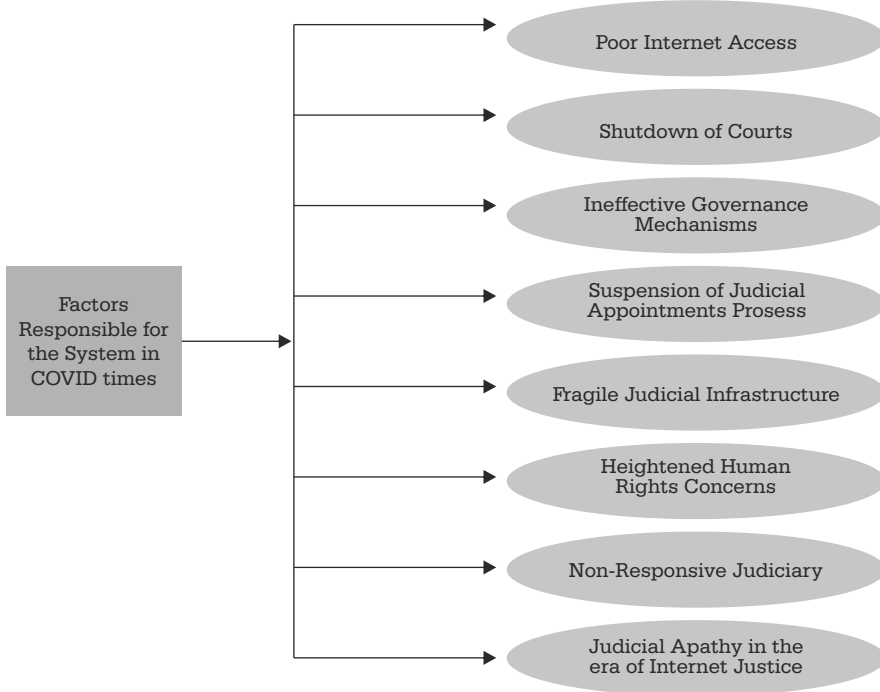 Factors
Responsible for
the System in
COVID times
Poor Internet Access
Shutdown of Courts
Ineffective Governance
Mechanisms
Suspension of Judicial
Appointments Prosess
Fragile Judicial Infrastructure
Heightened Human
Rights Concerns
Non-Responsive Judiciary
Judicial Apathy in the
era of Internet Justice